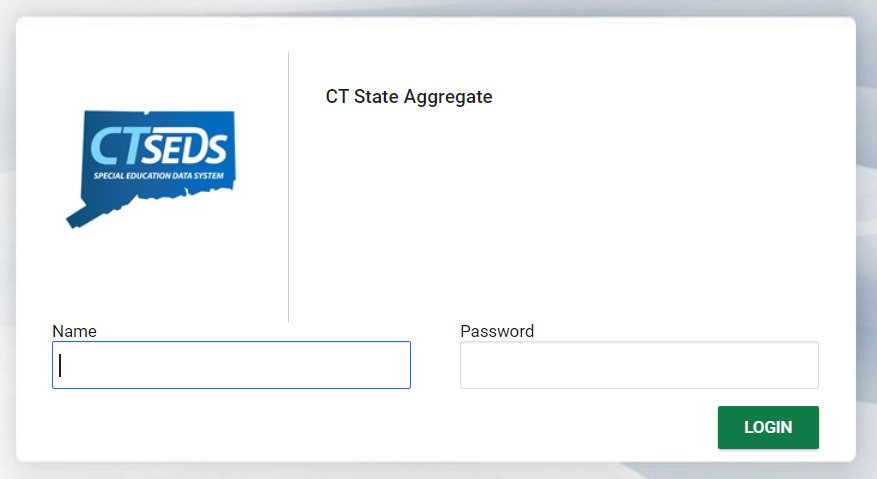 CTSEDS
SPECIAL EDUCATION DATA SYSTEM
CT State Aggregate
Name
Password
LOGIN